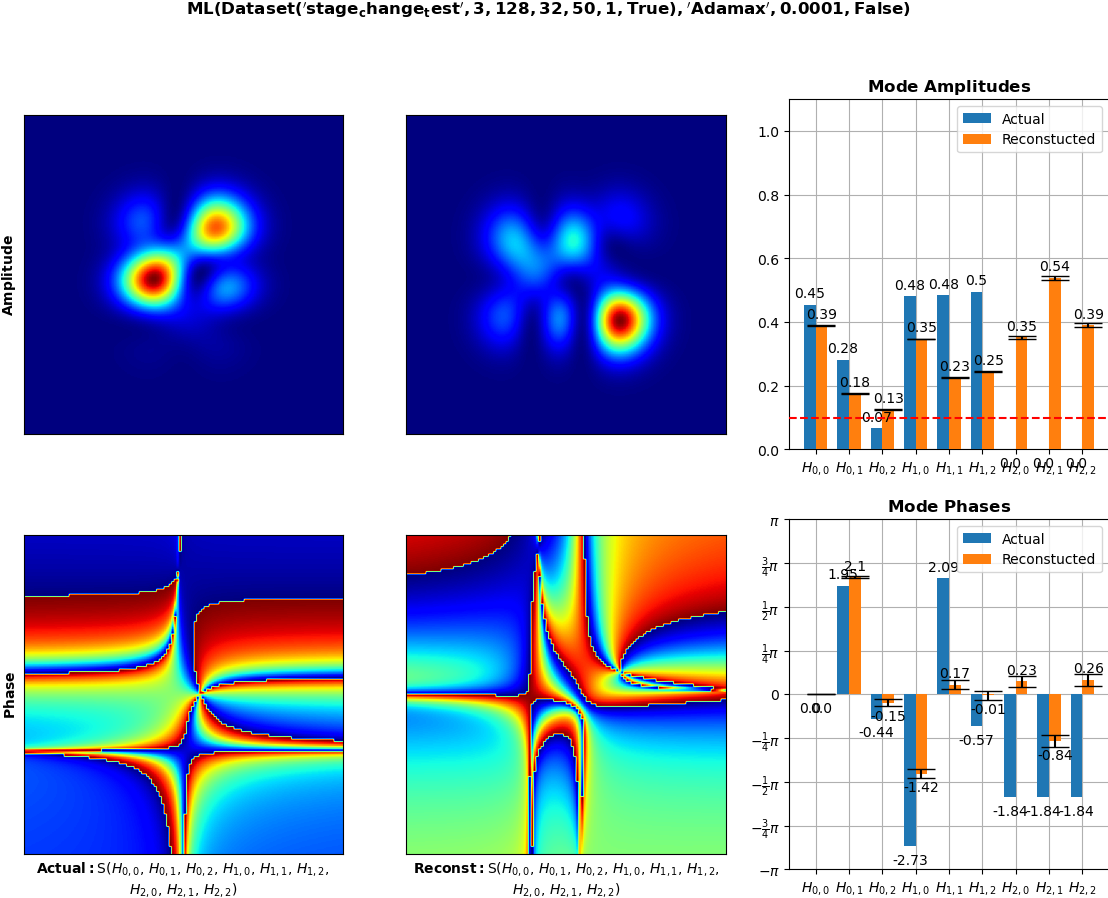 ML(Dataset('stage_change_test', 3, 128, 32, 50, 1, True), 'Adamax', 0.0001, False)
Amplitude
Mode Amplitudes
Actual
Reconstucted
1.0
0.8
0.6
0.4
0.2
0.0
0.45
0.39
0.28
0.18
0.07
0.13
0.48
0.35
0.48
0.23
0.5
0.25
0.0
0.35
0.0
0.54
0.0
0.39
H0,0 H0,1 H0,2 H1,0 H1,1 H1,2 H2,0 H2,1 H2,2
Phase
Mode Phases
Actual
Reconstucted
π
3/4π
1/2π
1/4π
0
−1/4π
−1/2π
−3/4π
−π
0.0
0.0
1.95
2.1
-0.44
-0.15
-2.73
-1.42
2.09
0.17
-0.57
-0.01
-1.84
0.23
-1.84
-0.84
-1.84
0.26
H0,0 H0,1 H0,2 H1,0 H1,1 H1,2 H2,0 H2,1 H2,2
Actual: S(H0,0, H0,1, H0,2, H1,0, H1,1, H1,2,
H2,0, H2,1, H2,2)
Reconst: S(H0,0, H0,1, H0,2, H1,0, H1,1, H1,2,
H2,0, H2,1, H2,2)